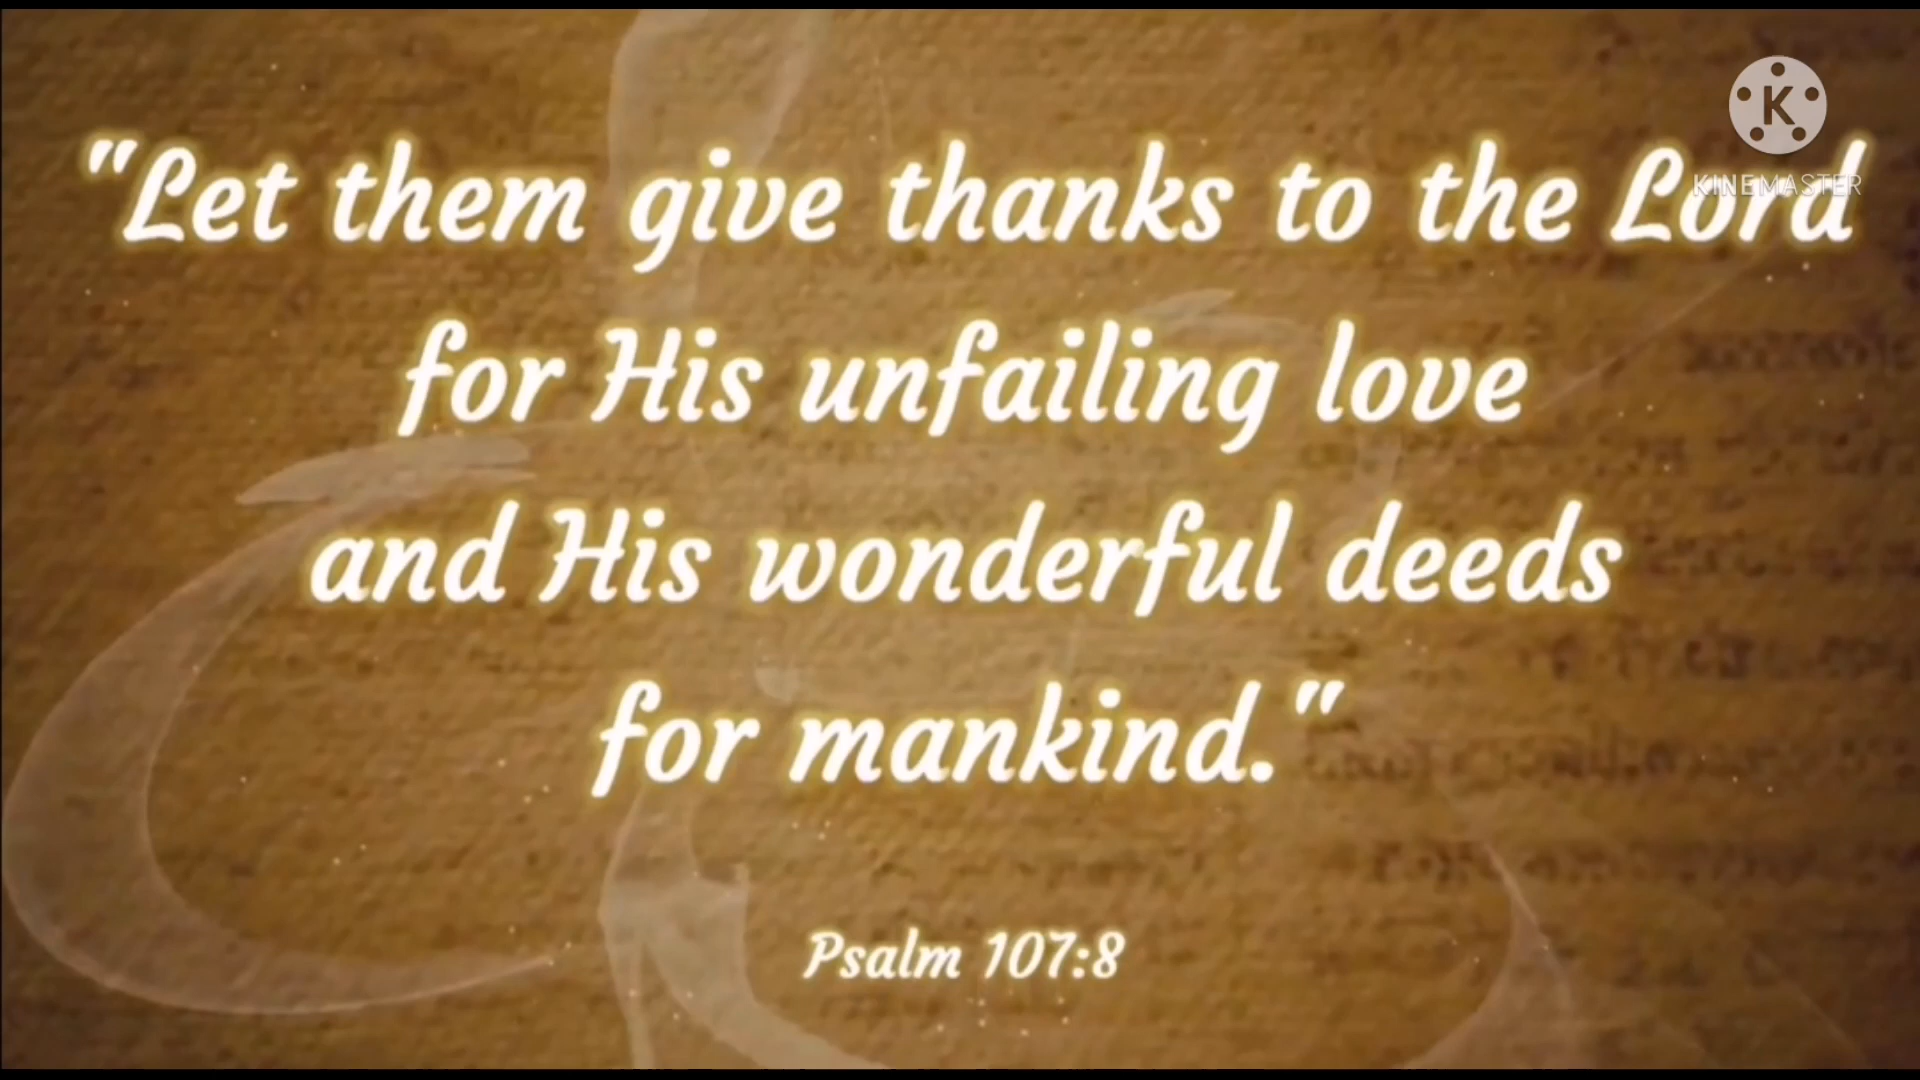 "Let them give thanks to the Lord
for His unfailing love
and His wonderful deeds
for mankind."
Psalm 107:8
K
KINEMASTER